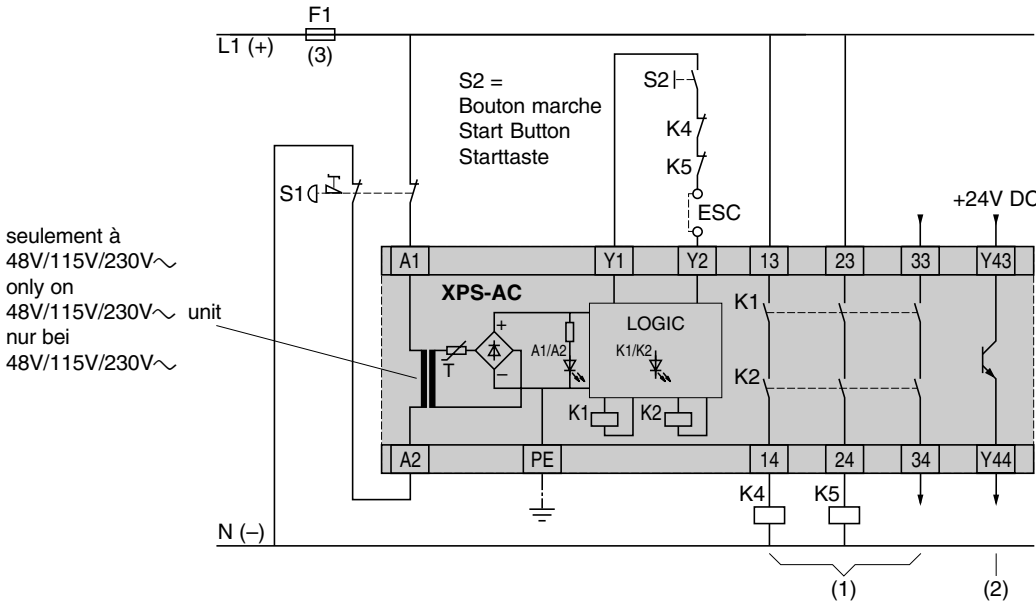 F1
L1 (+)
(3)
S2 =
Bouton marche
Start Button
Starttaste
S2
K4
K5
ESC
S1
+24V DC
seulement à
48V/115V/230V~
only on
48V/115V/230V~ unit
nur bei
48V/115V/230V~
A1
Y1
Y2
13
23
33
Y43
XPS-AC
+
–
T
A1/A2
LOGIC
K1/K2
K1
K2
K1
K2
A2
PE
14
24
34
Y44
K4
K5
N (–)
(1)
(2)